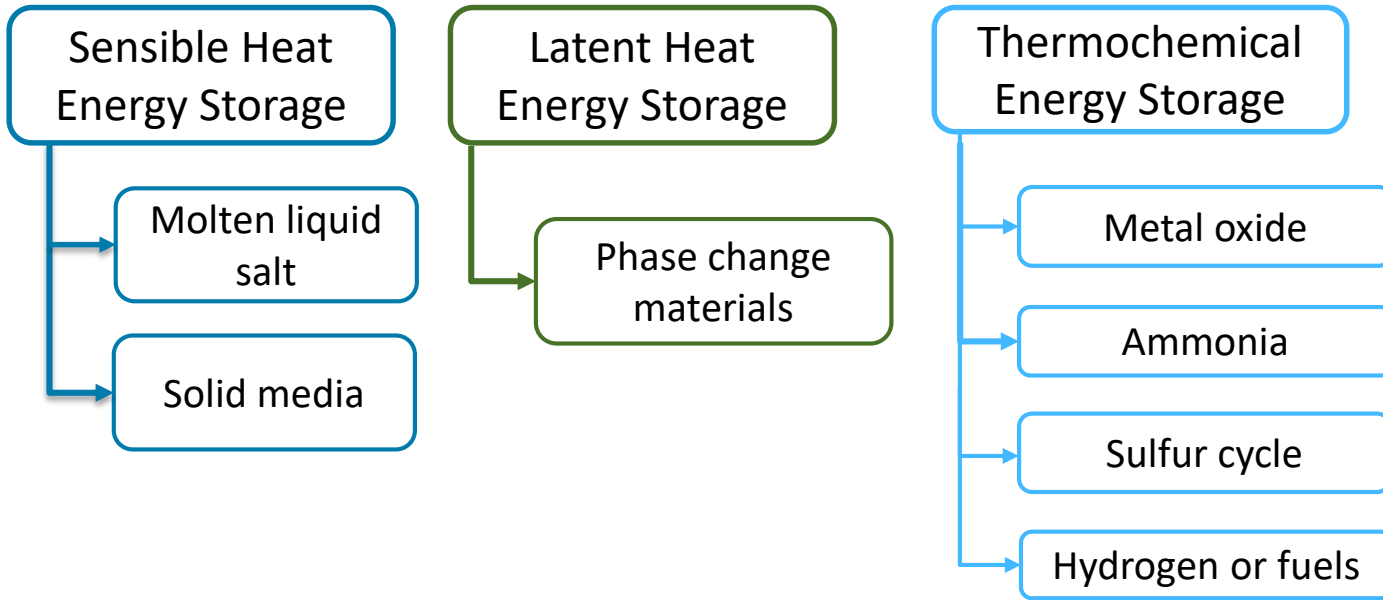 Sensible Heat
Energy Storage
Molten liquid
salt
Solid media
Latent Heat
Energy Storage
Phase change
materials
Thermochemical
Energy Storage
Metal oxide
Ammonia
Sulfur cycle
Hydrogen or fuels